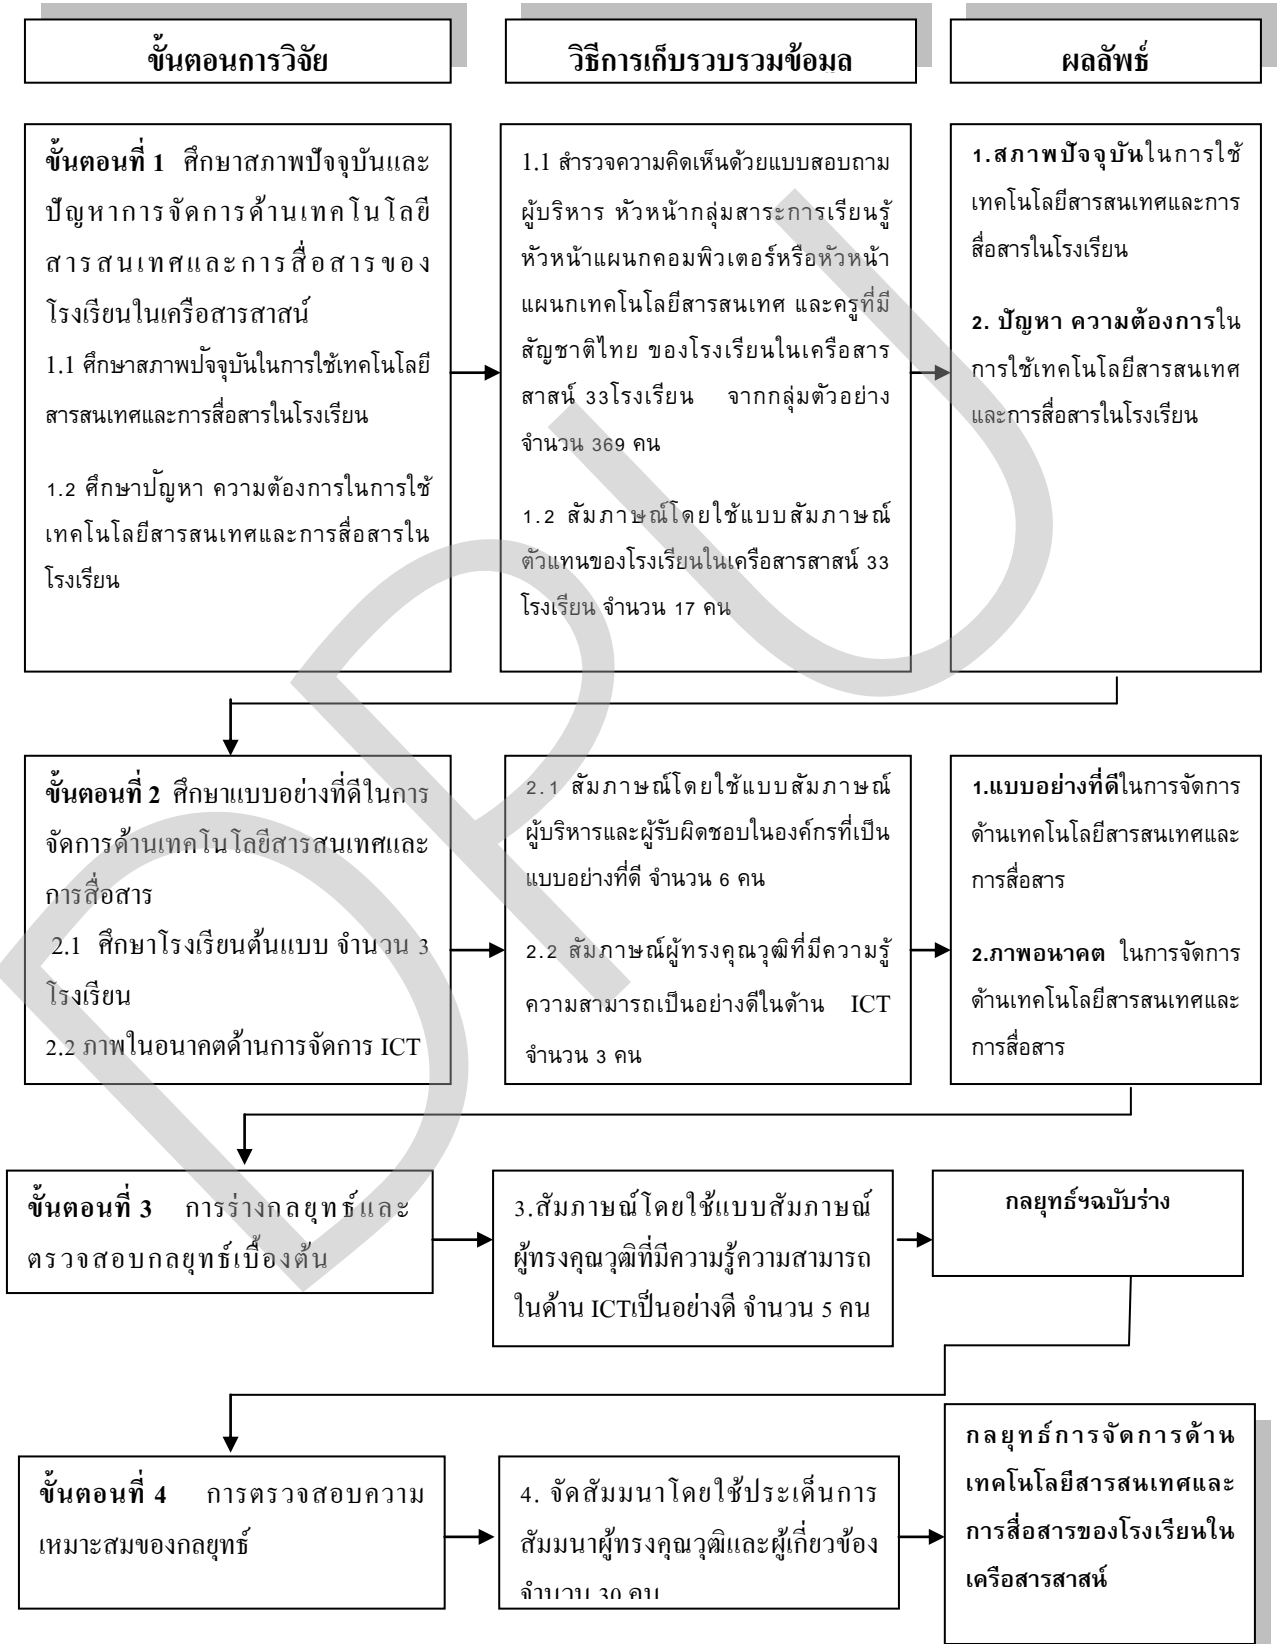 ขั้นตอนการวิจัย
วิธีการเก็บรวบรวมข้อมูล
ผลลัพธ์
ขั้นตอนที่ 1 ศึกษาสภาพปัจจุบันและ
ปัญหาการจัดการด้านเทคโนโลยี
สารสนเทศและการสื่อสารของ
โรงเรียนในเครือสารสาสน์
1.1 ศึกษาสภาพปัจจุบันในการใช้เทคโนโลยี
สารสนเทศและการสื่อสารในโรงเรียน
1.2 ศึกษาปัญหา ความต้องการในการใช้
เทคโนโลยีสารสนเทศและการสื่อสารใน
โรงเรียน
1.1 สำรวจความคิดเห็นด้วยแบบสอบถาม
ผู้บริหาร หัวหน้ากลุ่มสาระการเรียนรู้
หัวหน้าแผนกคอมพิวเตอร์หรือหัวหน้า
แผนกเทคโนโลยีสารสนเทศ และครูที่มี
สัญชาติไทย ของโรงเรียนในเครือสาร
สาสน์ 33โรงเรียน จากกลุ่มตัวอย่าง
จำนวน 369 คน
1.2 สัมภาษณ์โดยใช้แบบสัมภาษณ์
ตัวแทนของโรงเรียนในเครือสารสาสน์ 33
โรงเรียน จำนวน 17 คน
1.สภาพปัจจุบันในการใช้
เทคโนโลยีสารสนเทศและการ
สื่อสารในโรงเรียน
2. ปัญหา ความต้องการใน
การใช้เทคโนโลยีสารสนเทศ
และการสื่อสารในโรงเรียน
ขั้นตอนที่ 2 ศึกษาแบบอย่างที่ดีในการ
จัดการด้านเทคโนโลยีสารสนเทศและ
การสื่อสาร
2.1 ศึกษาโรงเรียนต้นแบบ จำนวน 3
โรงเรียน
2.2 ภาพในอนาคตด้านการจัดการ ICT
2.1 สัมภาษณ์โดยใช้แบบสัมภาษณ์
ผู้บริหารและผู้รับผิดชอบในองค์กรที่เป็น
แบบอย่างที่ดี จำนวน 6 คน
2.2 สัมภาษณ์ผู้ทรงคุณวุฒิที่มีความรู้
ความสามารถเป็นอย่างดีในด้าน ICT
จำนวน 3 คน
1.แบบอย่างที่ดีในการจัดการ
ด้านเทคโนโลยีสารสนเทศและ
การสื่อสาร
2.ภาพอนาคต ในการจัดการ
ด้านเทคโนโลยีสารสนเทศและ
การสื่อสาร
ขั้นตอนที่ 3 การร่างกลยุทธ์และ
ตรวจสอบกลยุทธ์เบื้องต้น
3.สัมภาษณ์โดยใช้แบบสัมภาษณ์
ผู้ทรงคุณวุฒิที่มีความรู้ความสามารถ
ในด้าน ICTเป็นอย่างดี จำนวน 5 คน
กลยุทธ์ฯฉบับร่าง
ขั้นตอนที่ 4 การตรวจสอบความ
เหมาะสมของกลยุทธ์
4. จัดสัมมนาโดยใช้ประเด็นการ
สัมมนาผู้ทรงคุณวุฒิและผู้เกี่ยวข้อง
จำนวน 30 คน
กลยุทธ์การจัดการด้าน
เทคโนโลยีสารสนเทศและ
การสื่อสารของโรงเรียนใน
เครือสารสาสน์
DPU